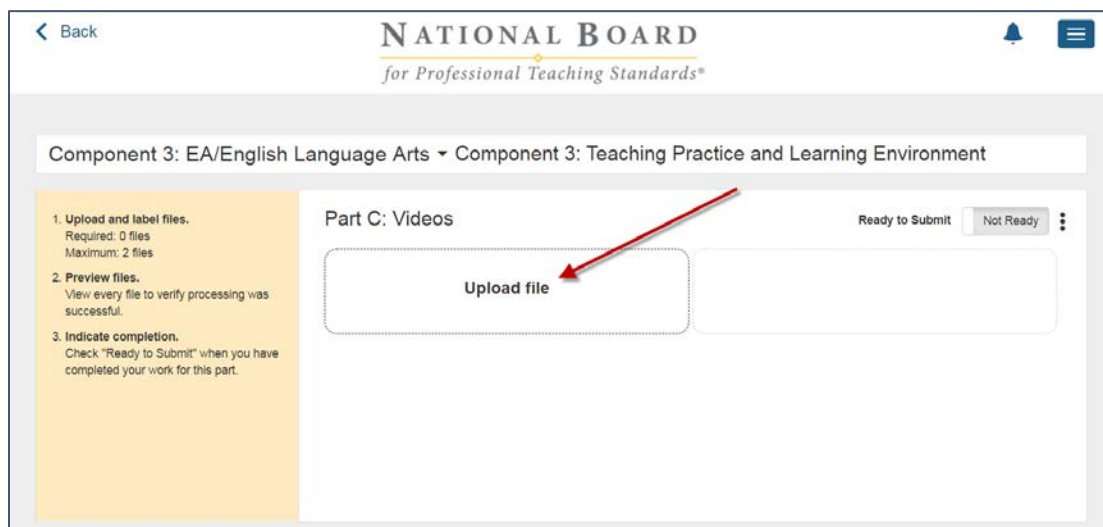 Back
NATIONAL BOARD
for Professional Teaching Standards®
Component 3: EA/English Language Arts Component 3: Teaching Practice and Learning Environment
1. Upload and label files.
Required: 0 files
Maximum: 2 files
2. Preview files.
View every file to verify processing was
successful.
3. Indicate completion.
Check "Ready to Submit" when you have
completed your work for this part.
Part C: Videos
Ready to Submit Not Ready
Upload file